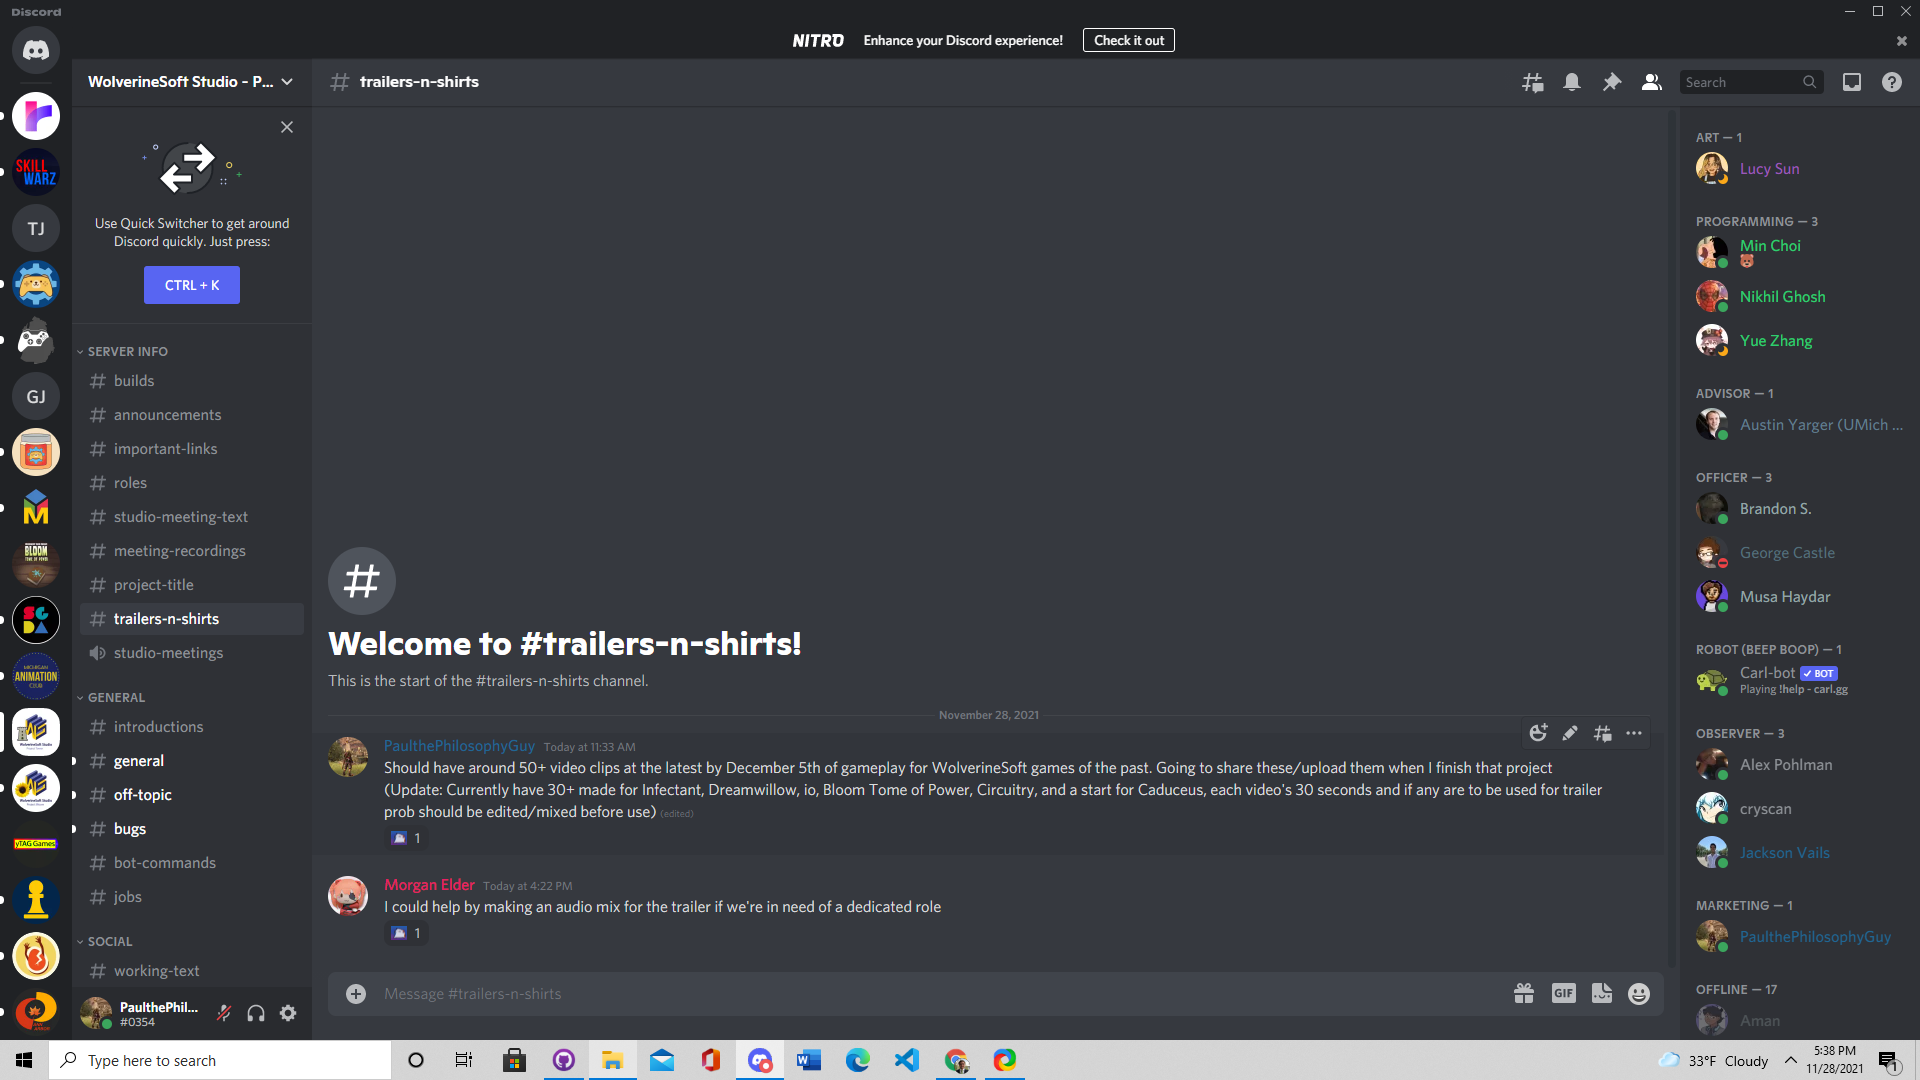 Discord
NITRO Enhance your Discord experience! Check it out
WolverineSoft Studio - P...
trailers-n-shirts
Search
Use Quick Switcher to get around
Discord quickly. Just press:
CTRL + K
SERVER INFO
builds
announcements
important-links
roles
studio-meeting-text
meeting-recordings
project-title
trailers-n-shirts
studio-meetings
GENERAL
introductions
general
off-topic
bugs
bot-commands
jobs
SOCIAL
working-text
PaulthePhil...
#0354
SKILL
WARZ
TJ
GJ
M
BLOOM
SG
DA
MICHIGAN
ANIMATION
CLUB
yTAG Games
Welcome to #trailers-n-shirts!
This is the start of the #trailers-n-shirts channel.
November 28, 2021
PaulthePhilosophyGuy Today at 11:33 AM
Should have around 50+ video clips at the latest by December 5th of gameplay for WolverineSoft games of the past. Going to share these/upload them when I finish that project
(Update: Currently have 30+ made for Infectant, Dreamwillow, io, Bloom Tome of Power, Circuitry, and a start for Caduceus, each video's 30 seconds and if any are to be used for trailer
prob should be edited/mixed before use) (edited)
1
Morgan Elder Today at 4:22 PM
I could help by making an audio mix for the trailer if we're in need of a dedicated role
1
Message #trailers-n-shirts
GIF
ART — 1
Lucy Sun
PROGRAMMING — 3
Min Choi
Nikhil Ghosh
Yue Zhang
ADVISOR — 1
Austin Yarger (UMich ...
OFFICER — 3
Brandon S.
George Castle
Musa Haydar
ROBOT (BEEP BOOP) — 1
Carl-bot BOT
Playing !help - carl.gg
OBSERVER — 3
Alex Pohlman
cryscan
Jackson Vails
MARKETING — 1
PaulthePhilosophyGuy
OFFLINE — 17
Aman
Type here to search
33°F Cloudy
5:38 PM
11/28/2021
1